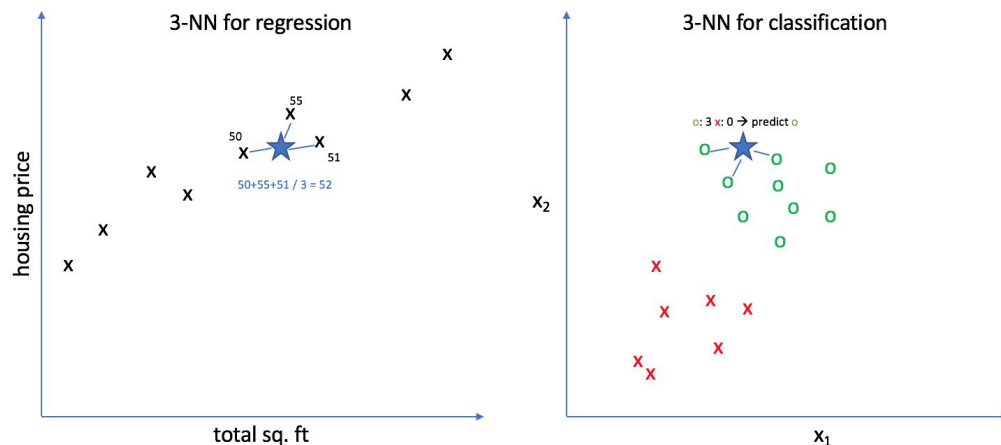 3-NN for regression
55
50
51
50+55+51 / 3 = 52
housing price
total sq. ft
3-NN for classification
o: 3 x: 0 → predict o
x2
x1
x
x
x
x
x
x
x
x
x
o
o
o
o
o
o
o
o
o
x
x
x
x
x
x
x